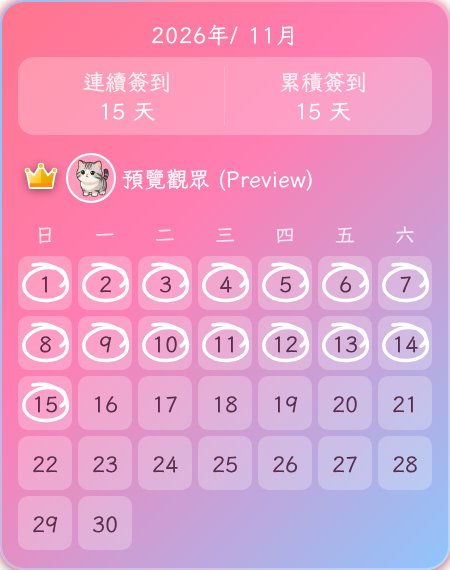 2026年/ 11月
連續簽到 累積簽到
15 天 15 天
預覽觀眾 (Preview)
日 一 二 三 四 五 六
1 2 3 4 5 6 7
8 9 10 11 12 13 14
15 16 17 18 19 20 21
22 23 24 25 26 27 28
29 30